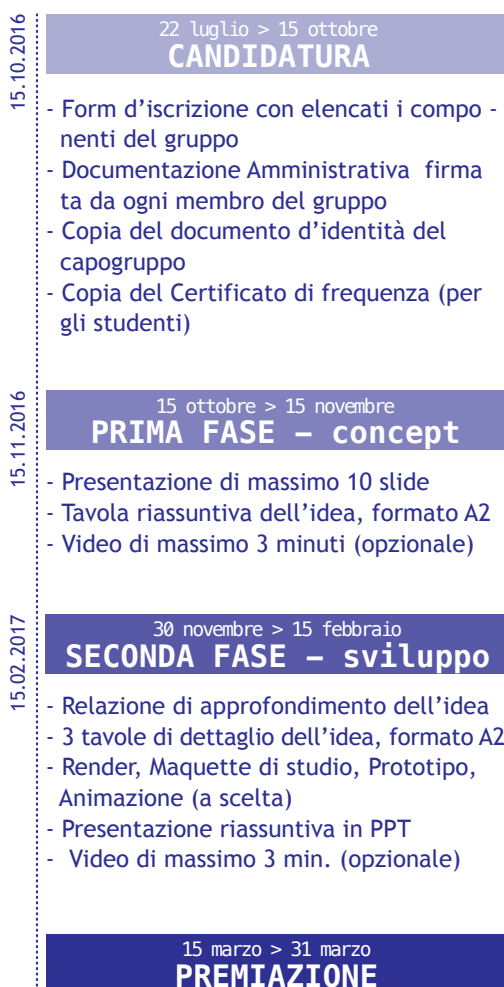 15.10.2016
22 luglio > 15 ottobre
CANDIDATURA
- Form d’iscrizione con elencati i compo -
nenti del gruppo
- Documentazione Amministrativa firma
ta da ogni membro del gruppo
- Copia del documento d’identità del
capogruppo
- Copia del Certificato di frequenza (per
gli studenti)
15.11.2016
15 ottobre > 15 novembre
PRIMA FASE – concept
- Presentazione di massimo 10 slide
- Tavola riassuntiva dell’idea, formato A2
- Video di massimo 3 minuti (opzionale)
15.02.2017
30 novembre > 15 febbraio
SECONDA FASE – sviluppo
- Relazione di approfondimento dell’idea
- 3 tavole di dettaglio dell’idea, formato A2
- Render, Maquette di studio, Prototipo,
Animazione (a scelta)
- Presentazione riassuntiva in PPT
- Video di massimo 3 min. (opzionale)
15 marzo > 31 marzo
PREMIAZIONE